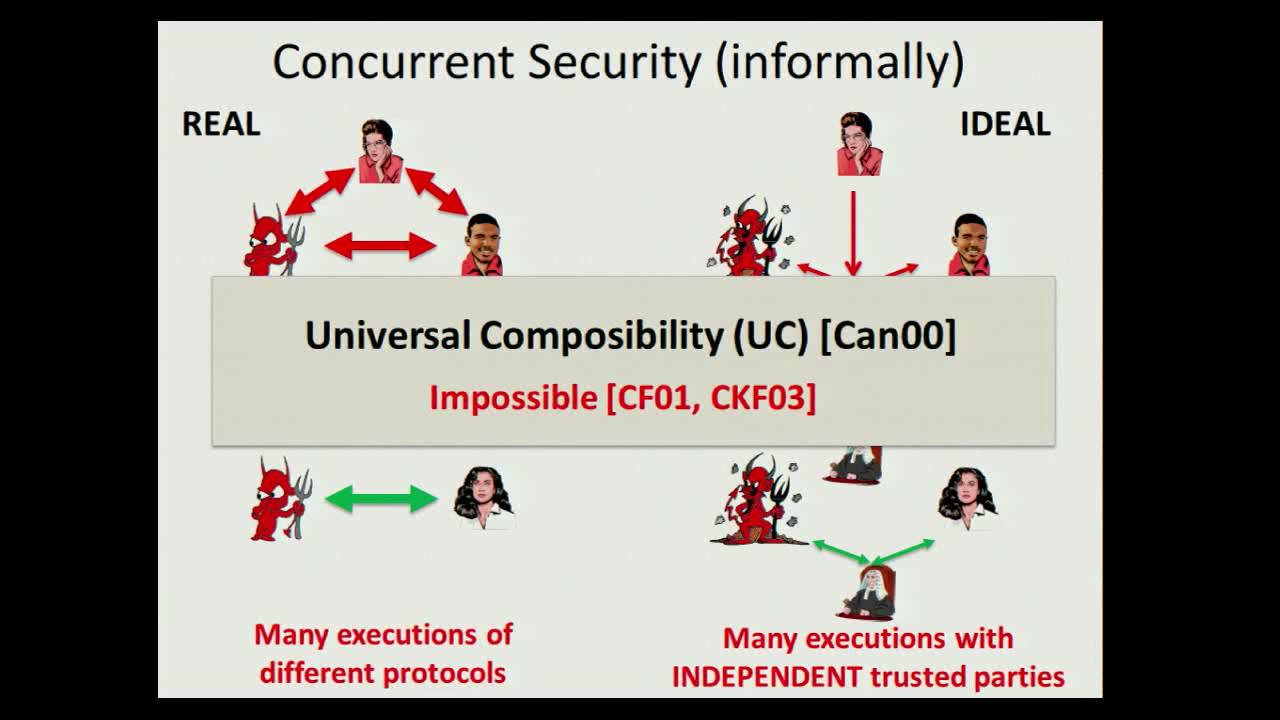 Concurrent Security (informally)
REAL
IDEAL
Universal Composibility (UC) [Can00]
Impossible [CF01, CKF03]
Many executions of
different protocols
Many executions with
INDEPENDENT trusted parties